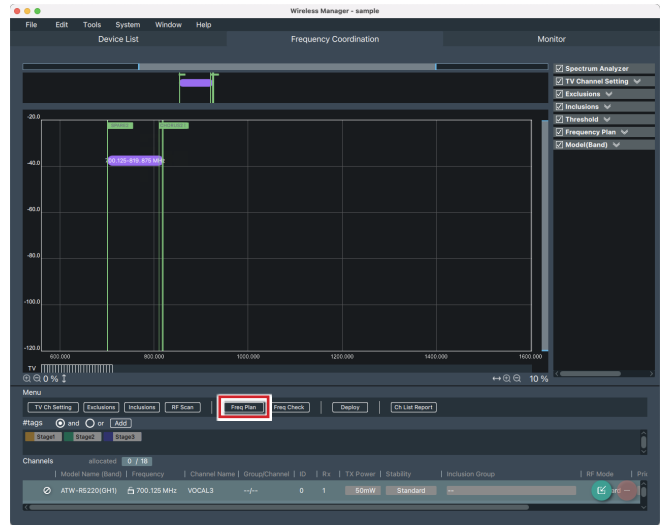 Wireless Manager - sample
File Edit Tools System Window Help
Device List Frequency Coordination Monitor
Spectrum Analyzer
TV Channel Setting
Exclusions
Inclusions
Threshold
Frequency Plan
Model(Band)
-20.0
00.125-819. 875 MHz
-40.0
-60.0
-80.0
-100.0
-120.0
600.000 800.000 1000.000 1200.000 1400.000 1600.000
TV
0 % 10 %
Menu
TV Ch Setting Exclusions Inclusions RF Scan Freq Plan Freq Check Deploy Ch List Report
#tags and or Add
Stage1 Stage2 Stage3
Channels allocated 0 / 18
Model Name (Band) Frequency Channel Name Group/Channel ID Rx TX Power Stability Inclusion Group RF Mode Prio
ATW-R5220(GH1) 700.125 MHz VOCAL3 --/-- 0 1 50mW Standard ---